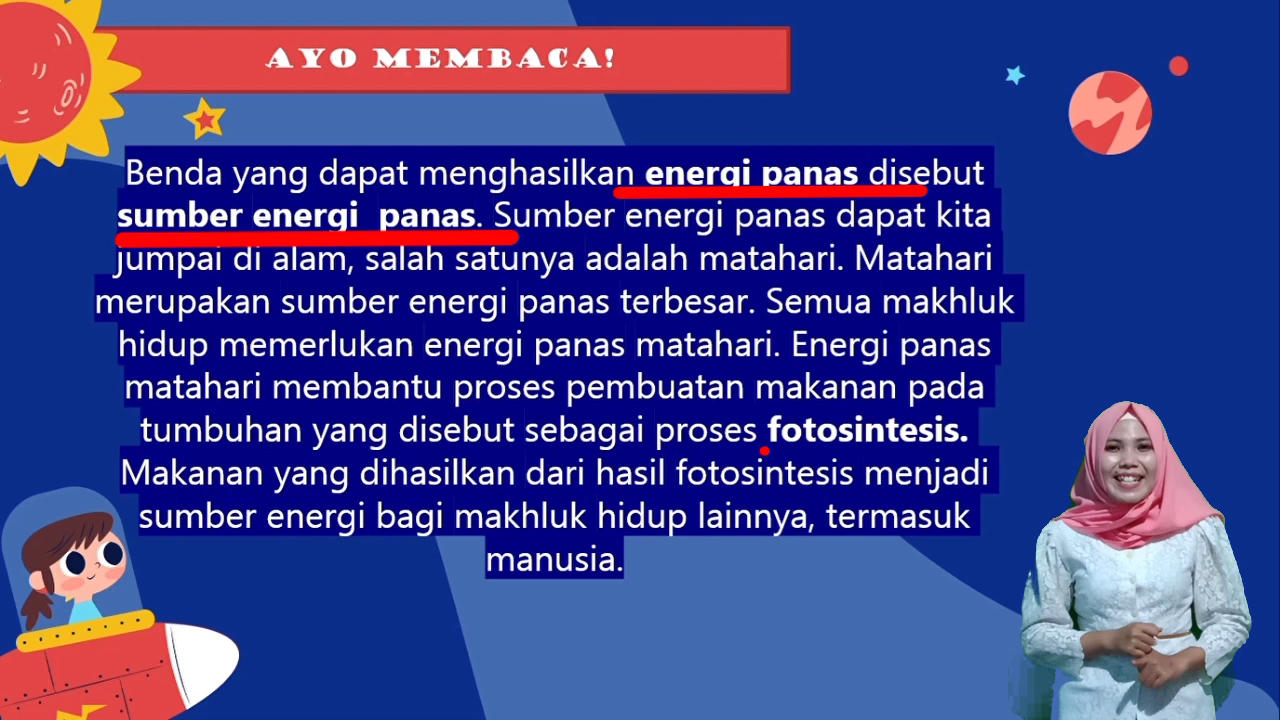 AYO MEMBACA!
Benda yang dapat menghasilkan energi panas disebut
sumber energi panas. Sumber energi panas dapat kita
jumpai di alam, salah satunya adalah matahari. Matahari
merupakan sumber energi panas terbesar. Semua makhluk
hidup memerlukan energi panas matahari. Energi panas
matahari membantu proses pembuatan makanan pada
tumbuhan yang disebut sebagai proses fotosintesis.
Makanan yang dihasilkan dari hasil fotosintesis menjadi
sumber energi bagi makhluk hidup lainnya, termasuk
manusia.